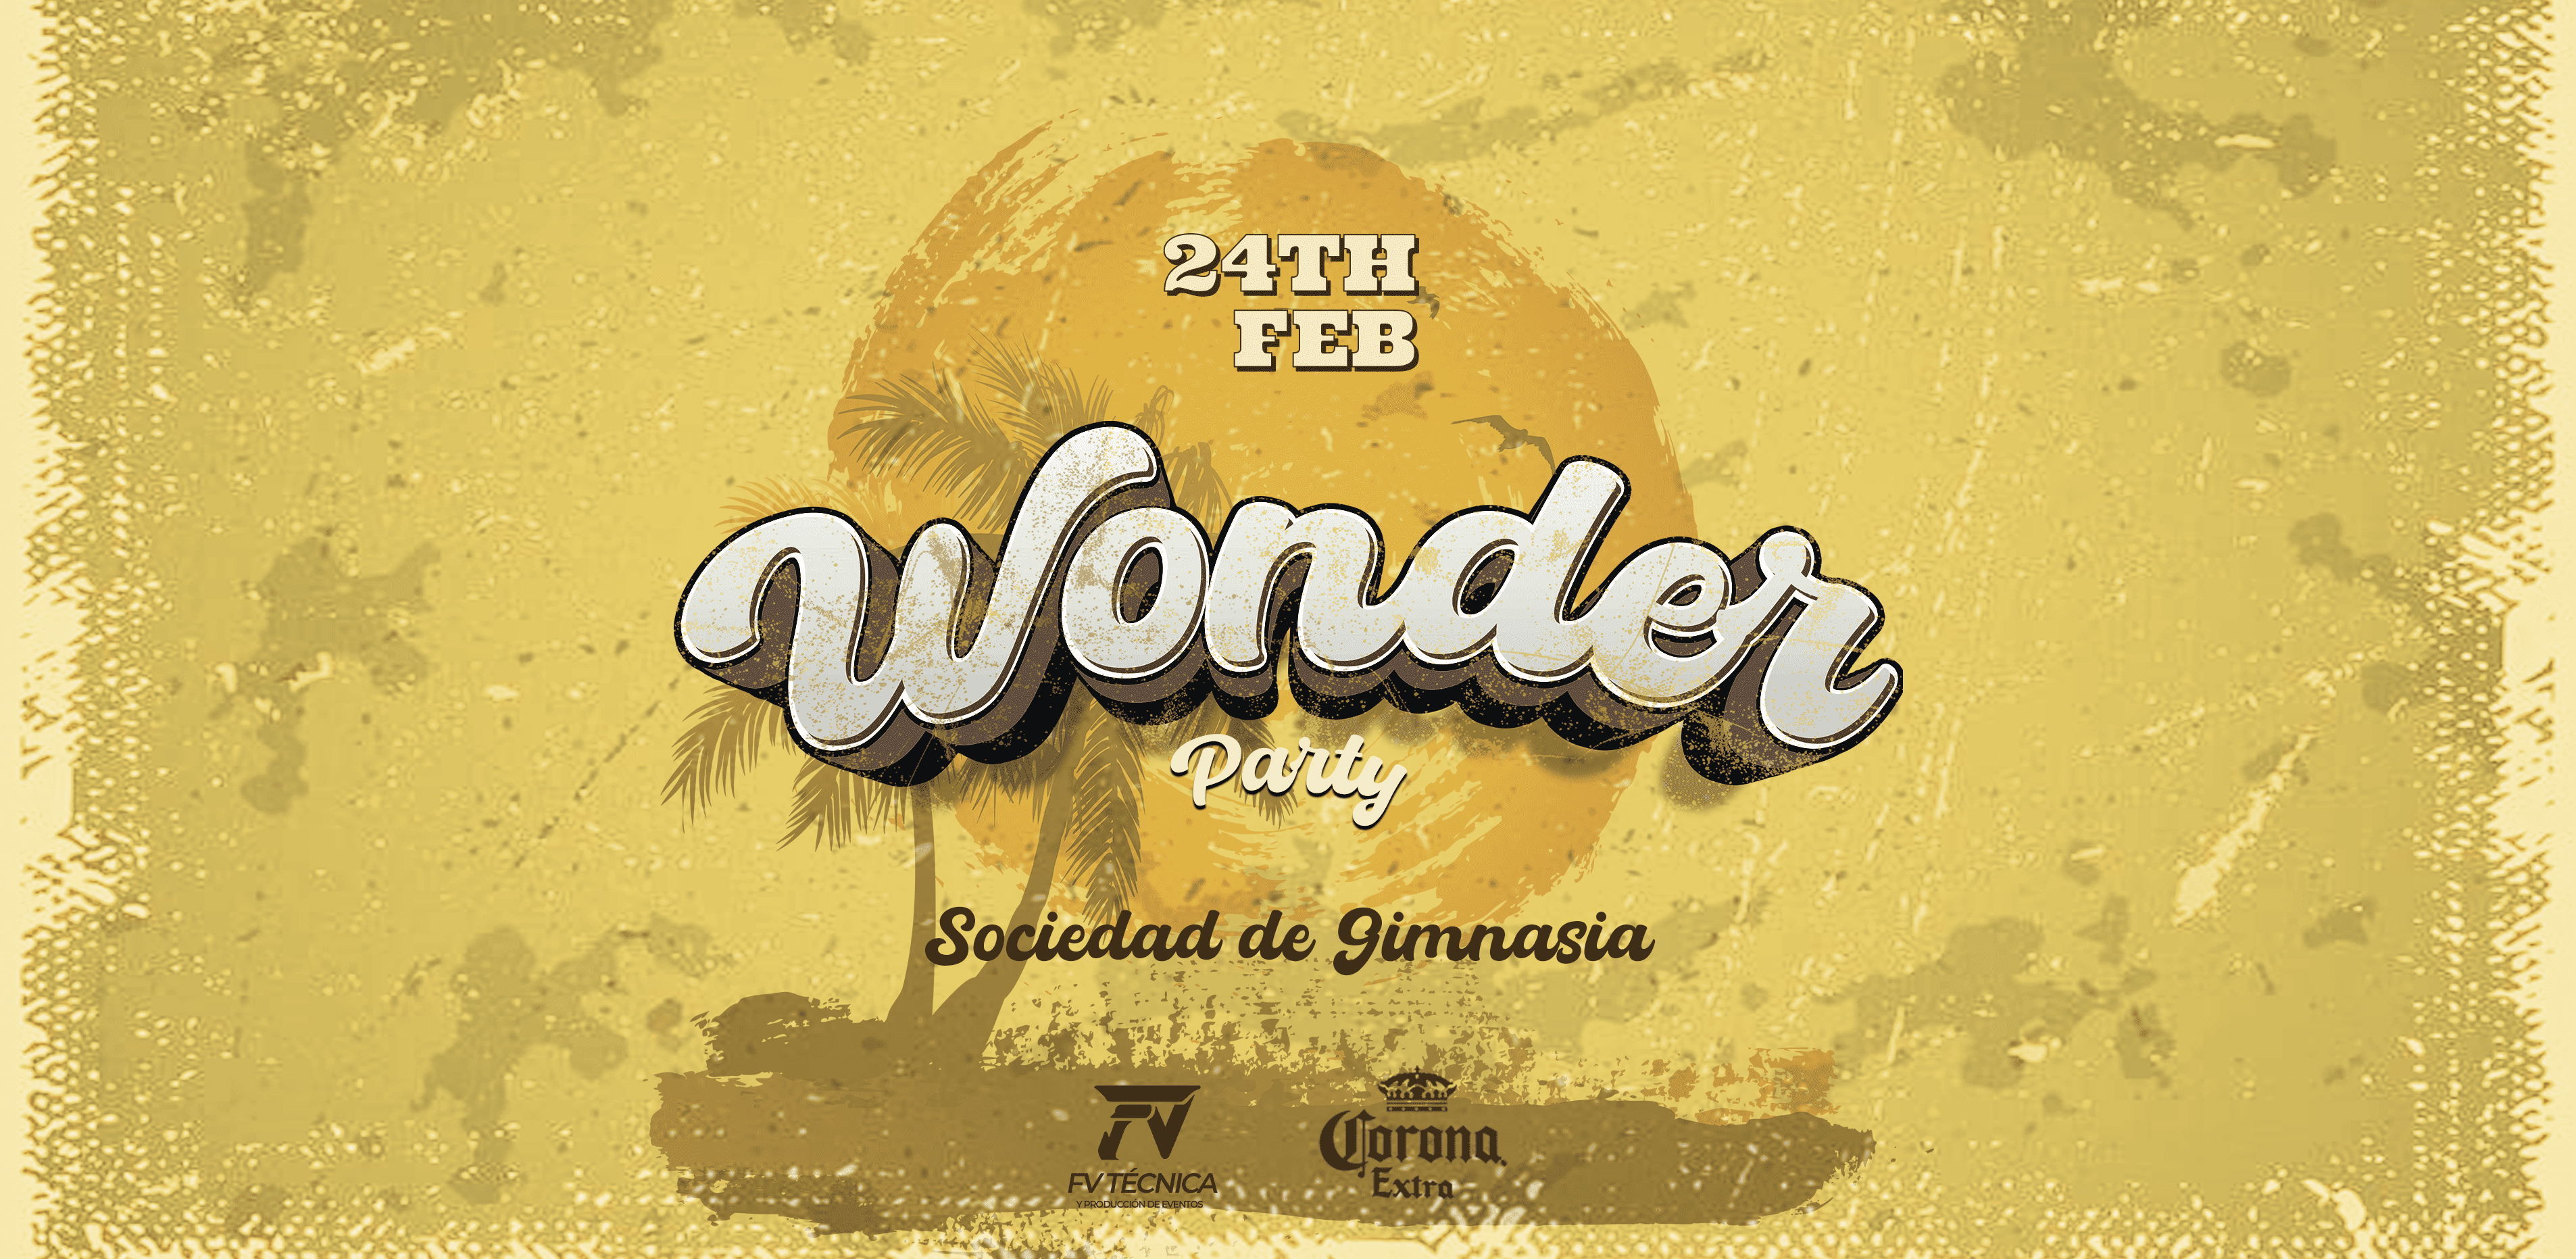 24TH
FEB
Wonder
Party
Sociedad de Gimnasia
FV
FV TÉCNICA
Y PRODUCCIÓN DE EVENTOS
Corona
Extra